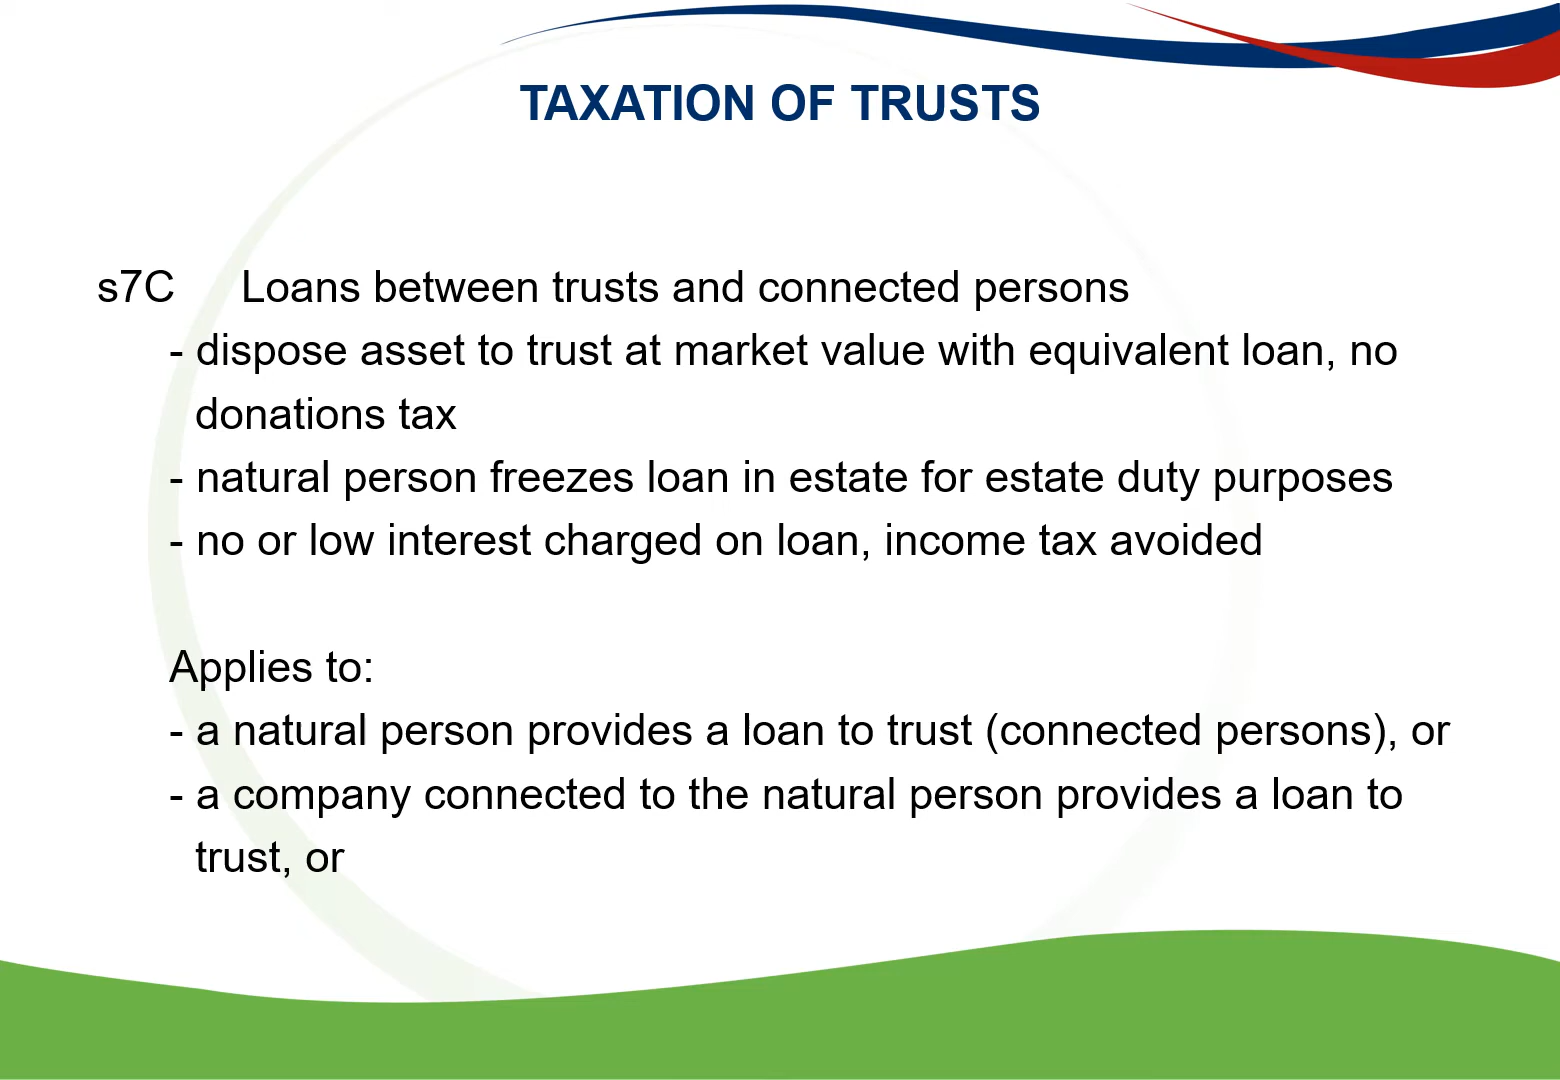 TAXATION OF TRUSTS
s7C Loans between trusts and connected persons
- dispose asset to trust at market value with equivalent loan, no
donations tax
- natural person freezes loan in estate for estate duty purposes
- no or low interest charged on loan, income tax avoided
Applies to:
- a natural person provides a loan to trust (connected persons), or
- a company connected to the natural person provides a loan to
trust, or